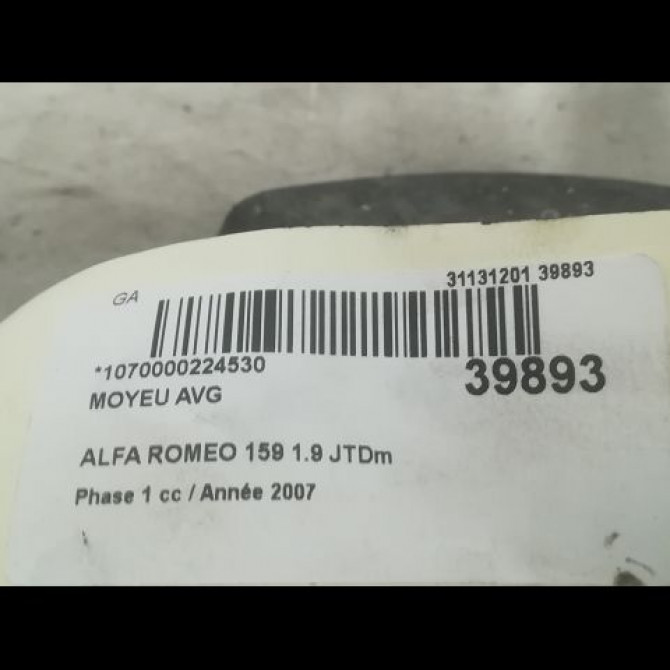 GA
31131201 39893
*1070000224530
39893
MOYEU AVG
ALFA ROMEO 159 1.9 JTDm
Phase 1 cc / Année 2007